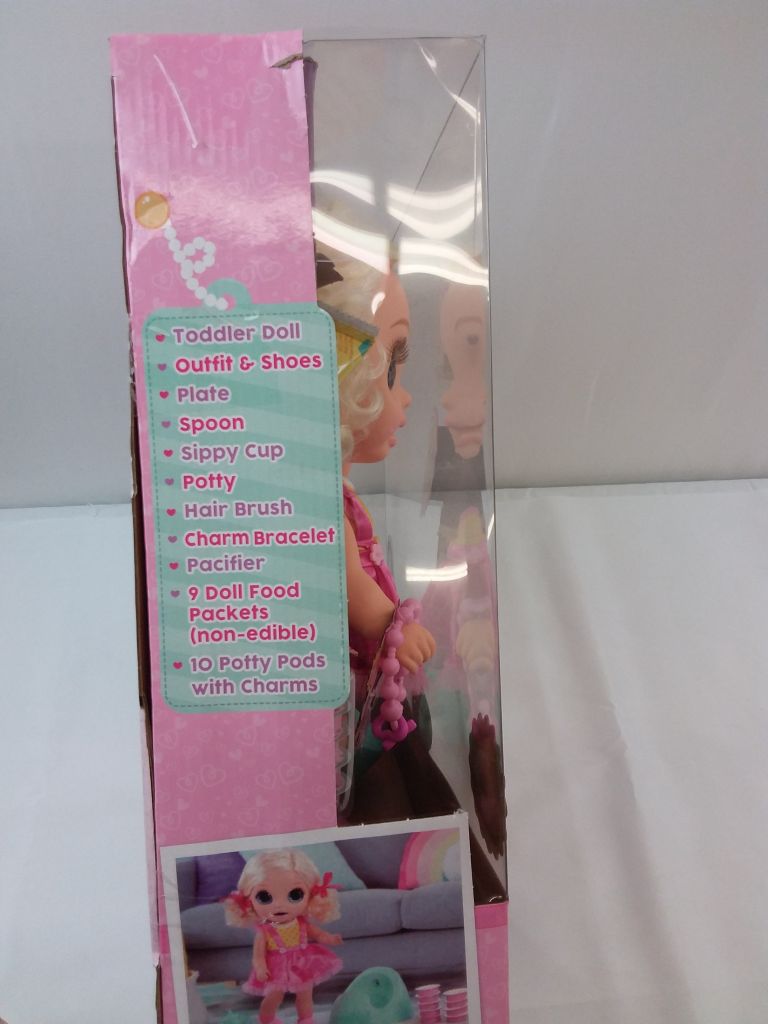 Toddler Doll
Outfit & Shoes
Plate
Spoon
Sippy Cup
Potty
Hair Brush
Charm Bracelet
Pacifier
9 Doll Food
Packets
(non-edible)
10 Potty Pods
with Charms